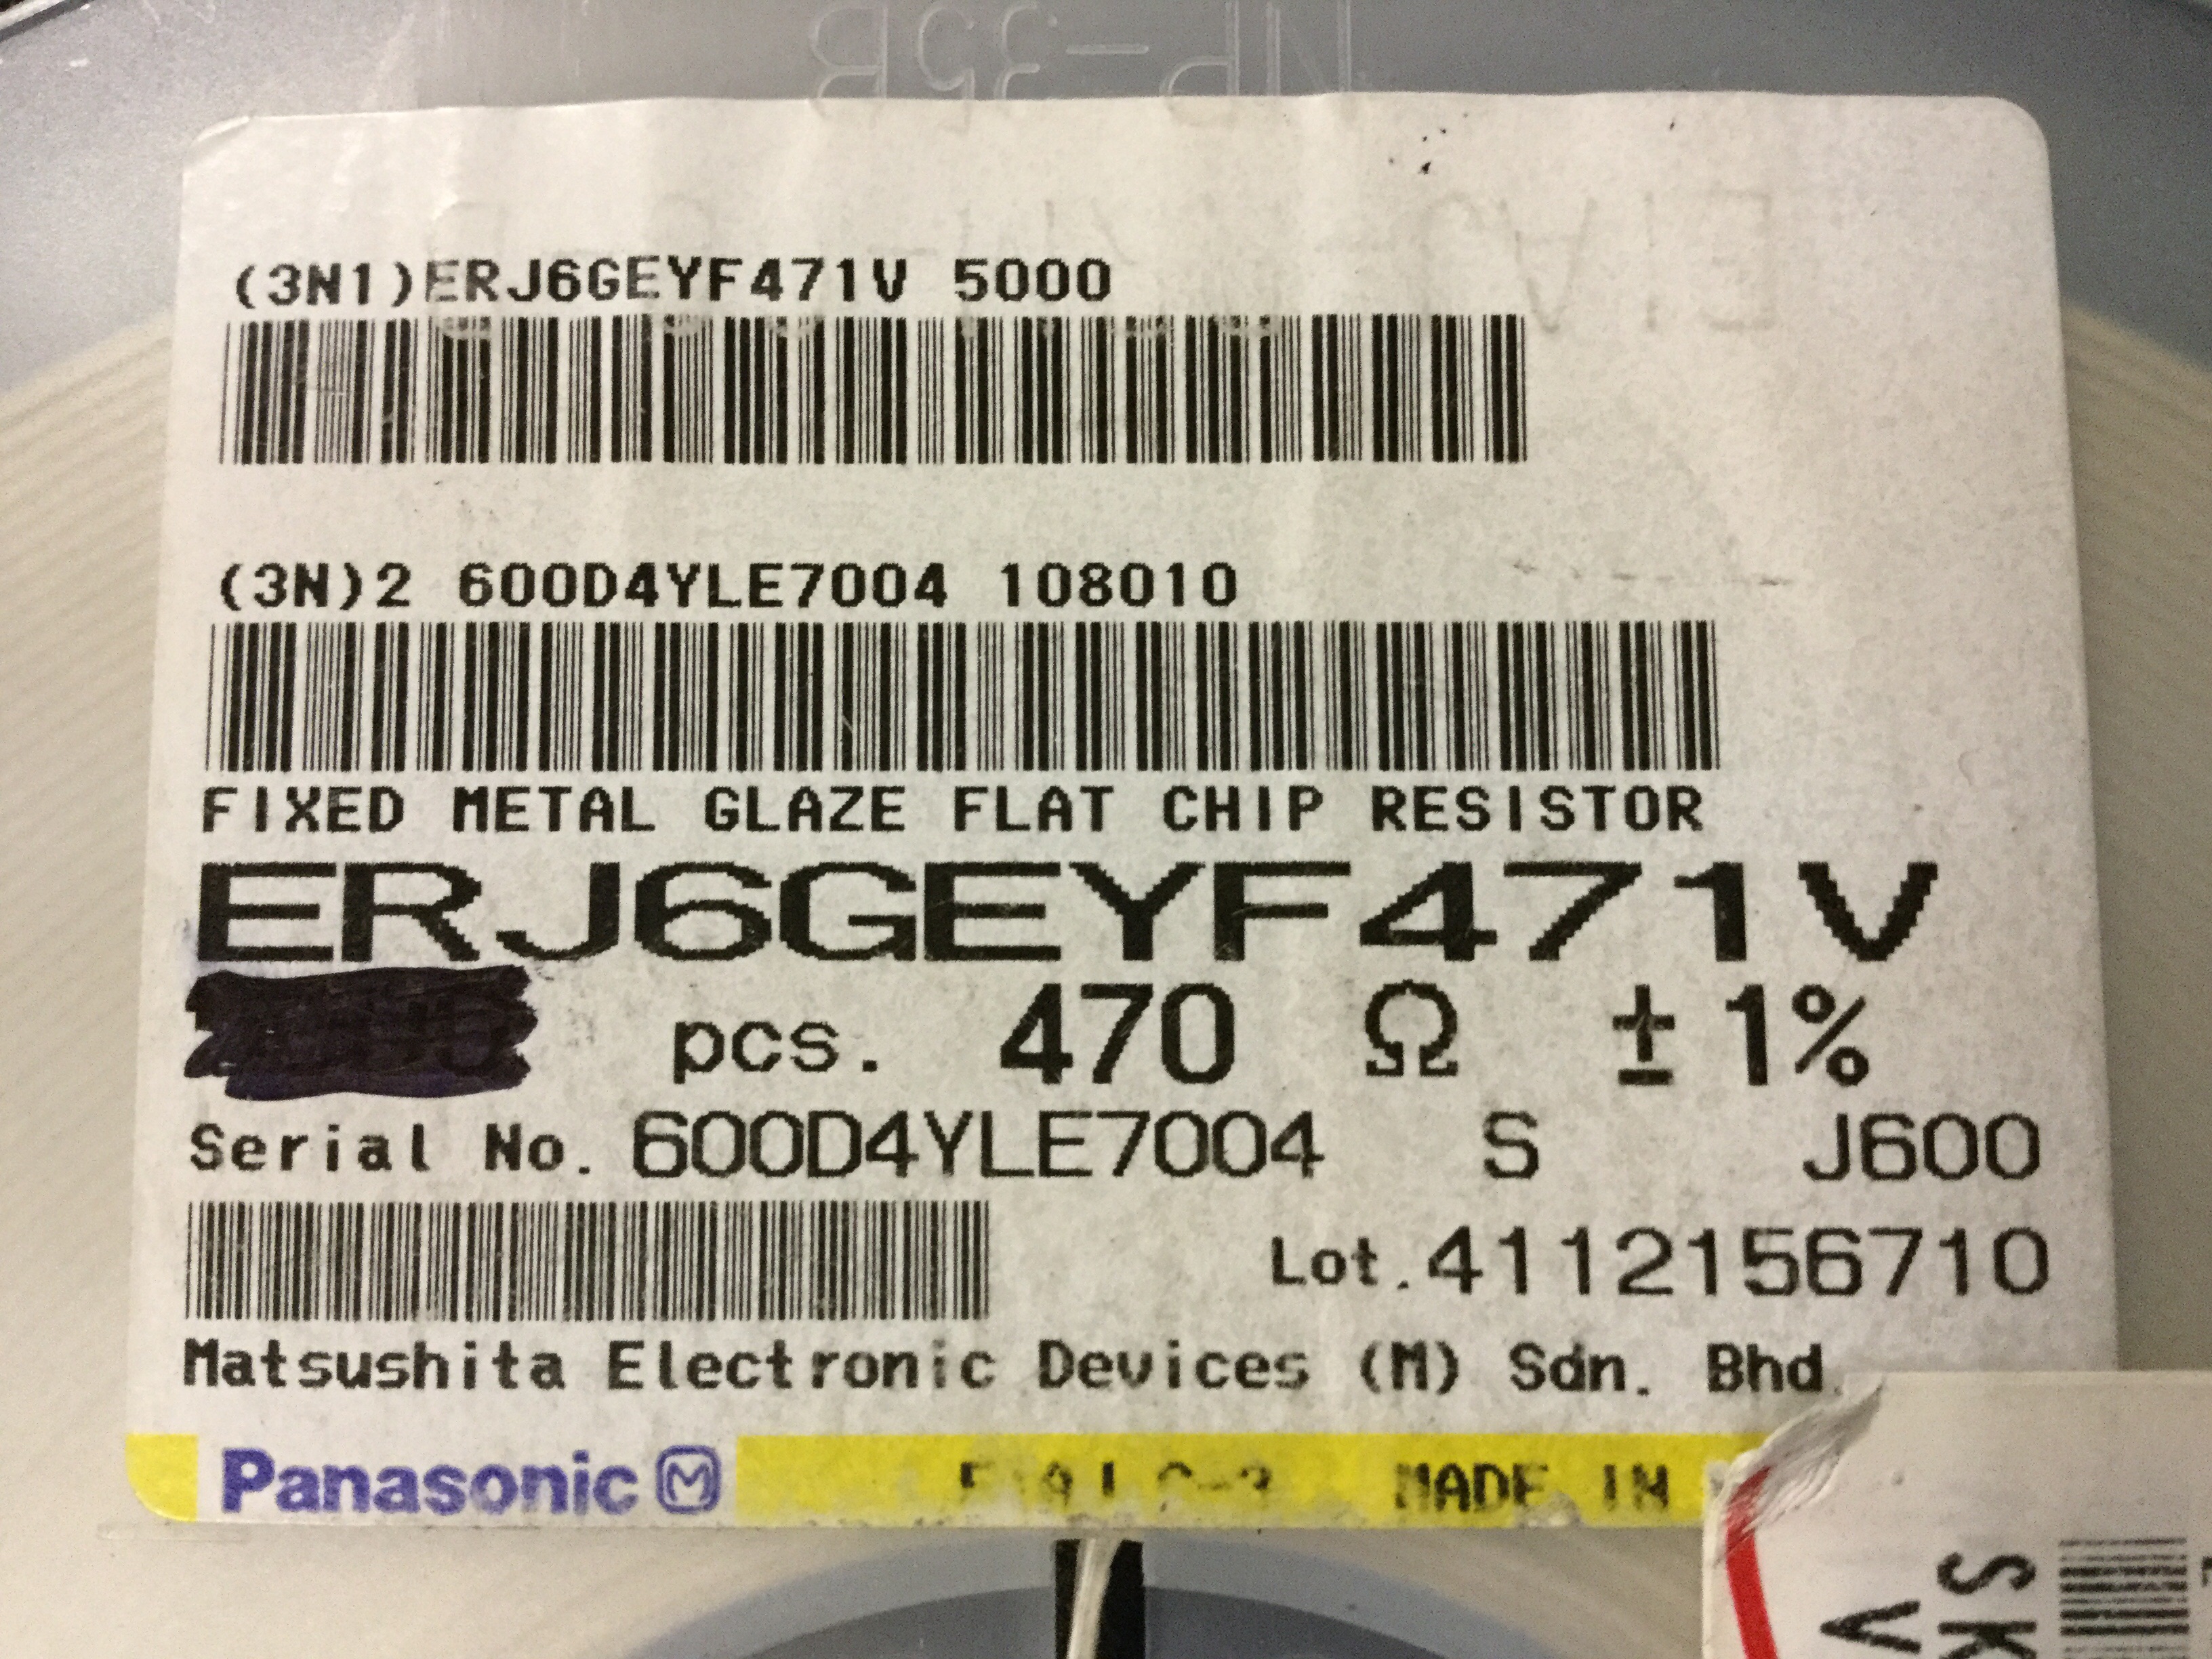 (3N1)ERJ6GEYF471V 5000
(3N)2 600D4YLE7004 108010
FIXED METAL GLAZE FLAT CHIP RESISTOR
ERJ6GEYF471V
pcs. 470 Ω ± 1%
Serial No. 600D4YLE7004 S J600
Lot. 4112156710
Matsushita Electronic Devices (M) Sdn. Bhd.
Panasonic M MADE IN
SK
V